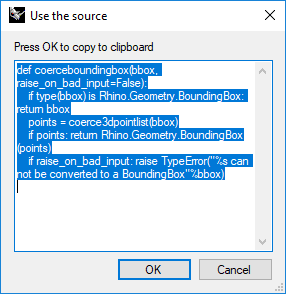 Use the source
Press OK to copy to clipboard
def coerceboundingbox(bbox,
raise_on_bad_input=False):
    if type(bbox) is Rhino.Geometry.BoundingBox:
return bbox
    points = coerce3dpointlist(bbox)
    if points: return Rhino.Geometry.BoundingBox
(points)
    if raise_on_bad_input: raise TypeError("%s can
not be converted to a BoundingBox"%bbox)
OK
Cancel